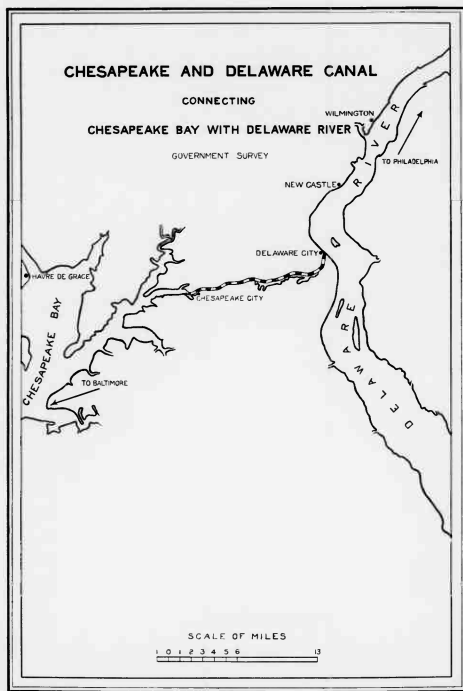 CHESAPEAKE AND DELAWARE CANAL
CONNECTING
CHESAPEAKE BAY WITH DELAWARE RIVER
GOVERNMENT SURVEY
WILMINGTON
TO PHILADELPHIA
NEW CASTLE
DELAWARE CITY
HAVRE DE GRACE
CHESAPEAKE CITY
CHESAPEAKE BAY
TO BALTIMORE
DELAWARE RIVER
D
SCALE OF MILES
1 0 1 2 3 4 5 6 13